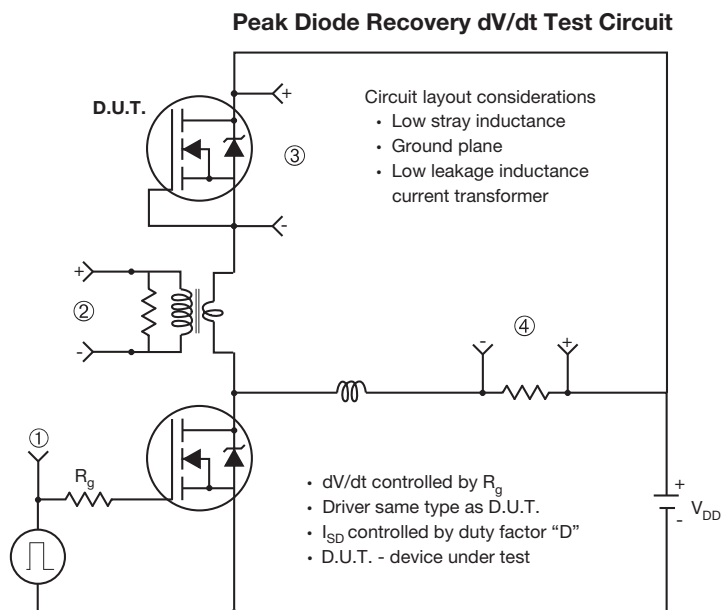 Peak Diode Recovery dV/dt Test Circuit
D.U.T.
+
Circuit layout considerations
• Low stray inductance
• Ground plane
• Low leakage inductance
current transformer
③
-
+
②
-
④
-
+
①
Rg
• dV/dt controlled by Rg
• Driver same type as D.U.T.
• ISD controlled by duty factor “D”
• D.U.T. - device under test
+
VDD
-